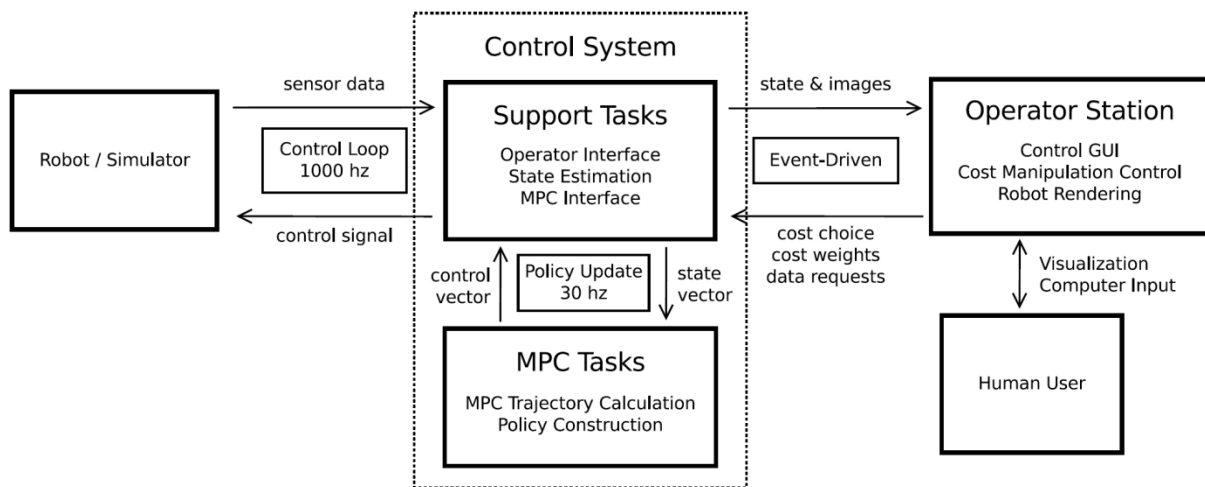 Control System
Robot / Simulator
sensor data
Control Loop
1000 hz
control signal
Support Tasks
Operator Interface
State Estimation
MPC Interface
control
vector
Policy Update
30 hz
state
vector
MPC Tasks
MPC Trajectory Calculation
Policy Construction
state & images
Event-Driven
cost choice
cost weights
data requests
Operator Station
Control GUI
Cost Manipulation Control
Robot Rendering
Visualization
Computer Input
Human User